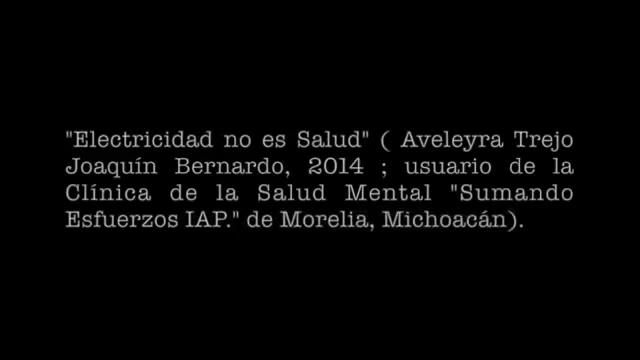 "Electricidad no es Salud" ( Aveleyra Trejo
Joaquín Bernardo, 2014 ; usuario de la
Clínica de la Salud Mental "Sumando
Esfuerzos IAP." de Morelia, Michoacán).